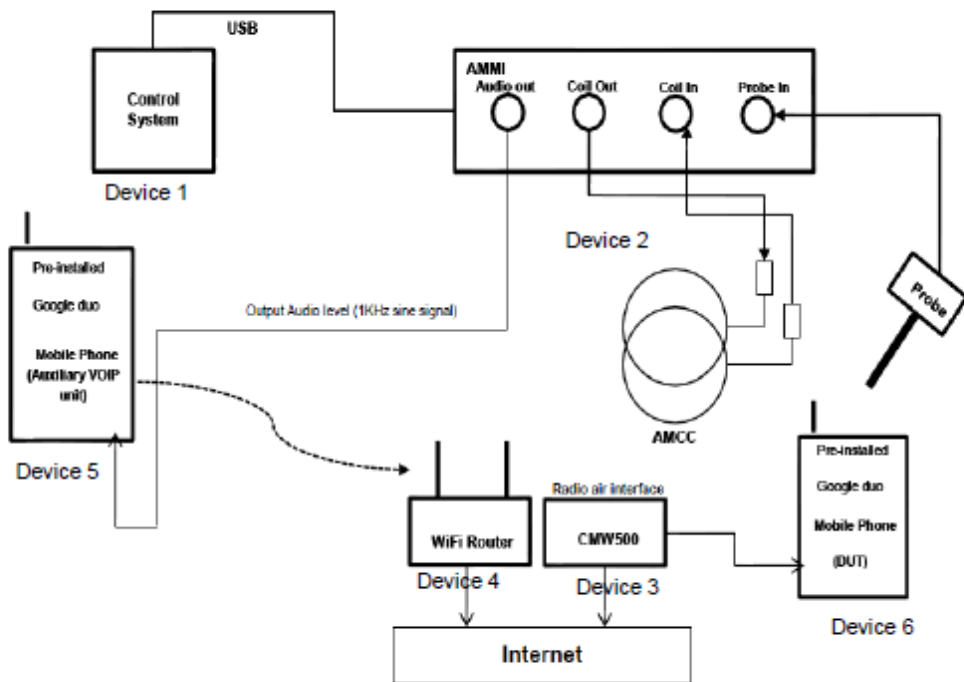 USB
AMMI
Audio out
Coil Out
Coil In
Probe In
Control
System
Device 1
Device 2
Probe
Pre-installed
Google duo
Mobile Phone
(Auxiliary VOIP
unit)
Device 5
Output Audio level (1KHz sine signal)
AMCC
Radio air interface
WiFi Router
Device 4
CMW500
Device 3
Pre-installed
Google duo
Mobile Phone
(DUT)
Device 6
Internet